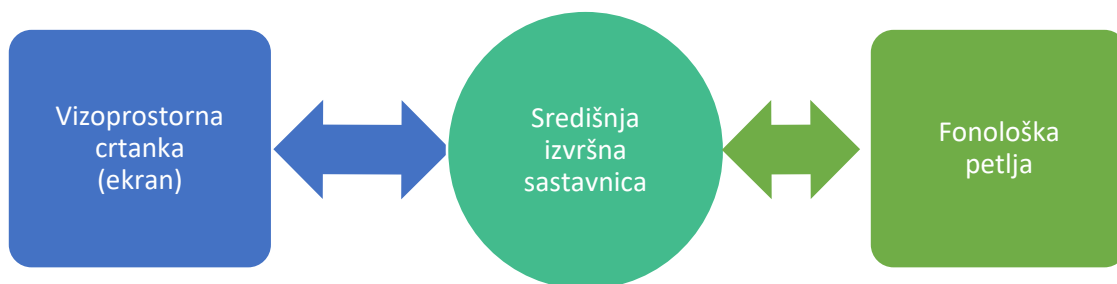 Vizoprostorna
crtanka
(ekran)
Središnja
izvršna
sastavnica
Fonološka
petlja